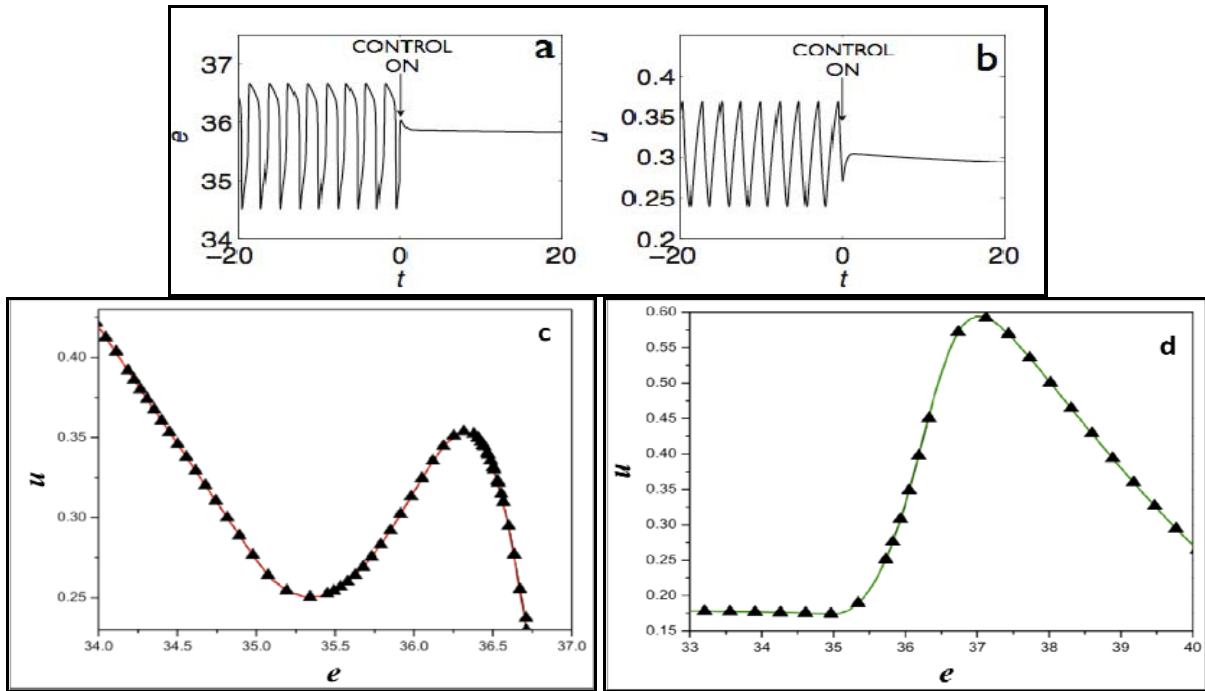 CONTROL
ON
a
37
36
35
34
e
−20
0
20
t
CONTROL
ON
b
0.4
0.35
0.3
0.25
0.2
u
−20
0
20
t
c
0.40
0.35
0.30
0.25
u
34.0 34.5 35.0 35.5 36.0 36.5 37.0
e
d
0.60
0.55
0.50
0.45
0.40
0.35
0.30
0.25
0.20
0.15
u
33 34 35 36 37 38 39 40
e